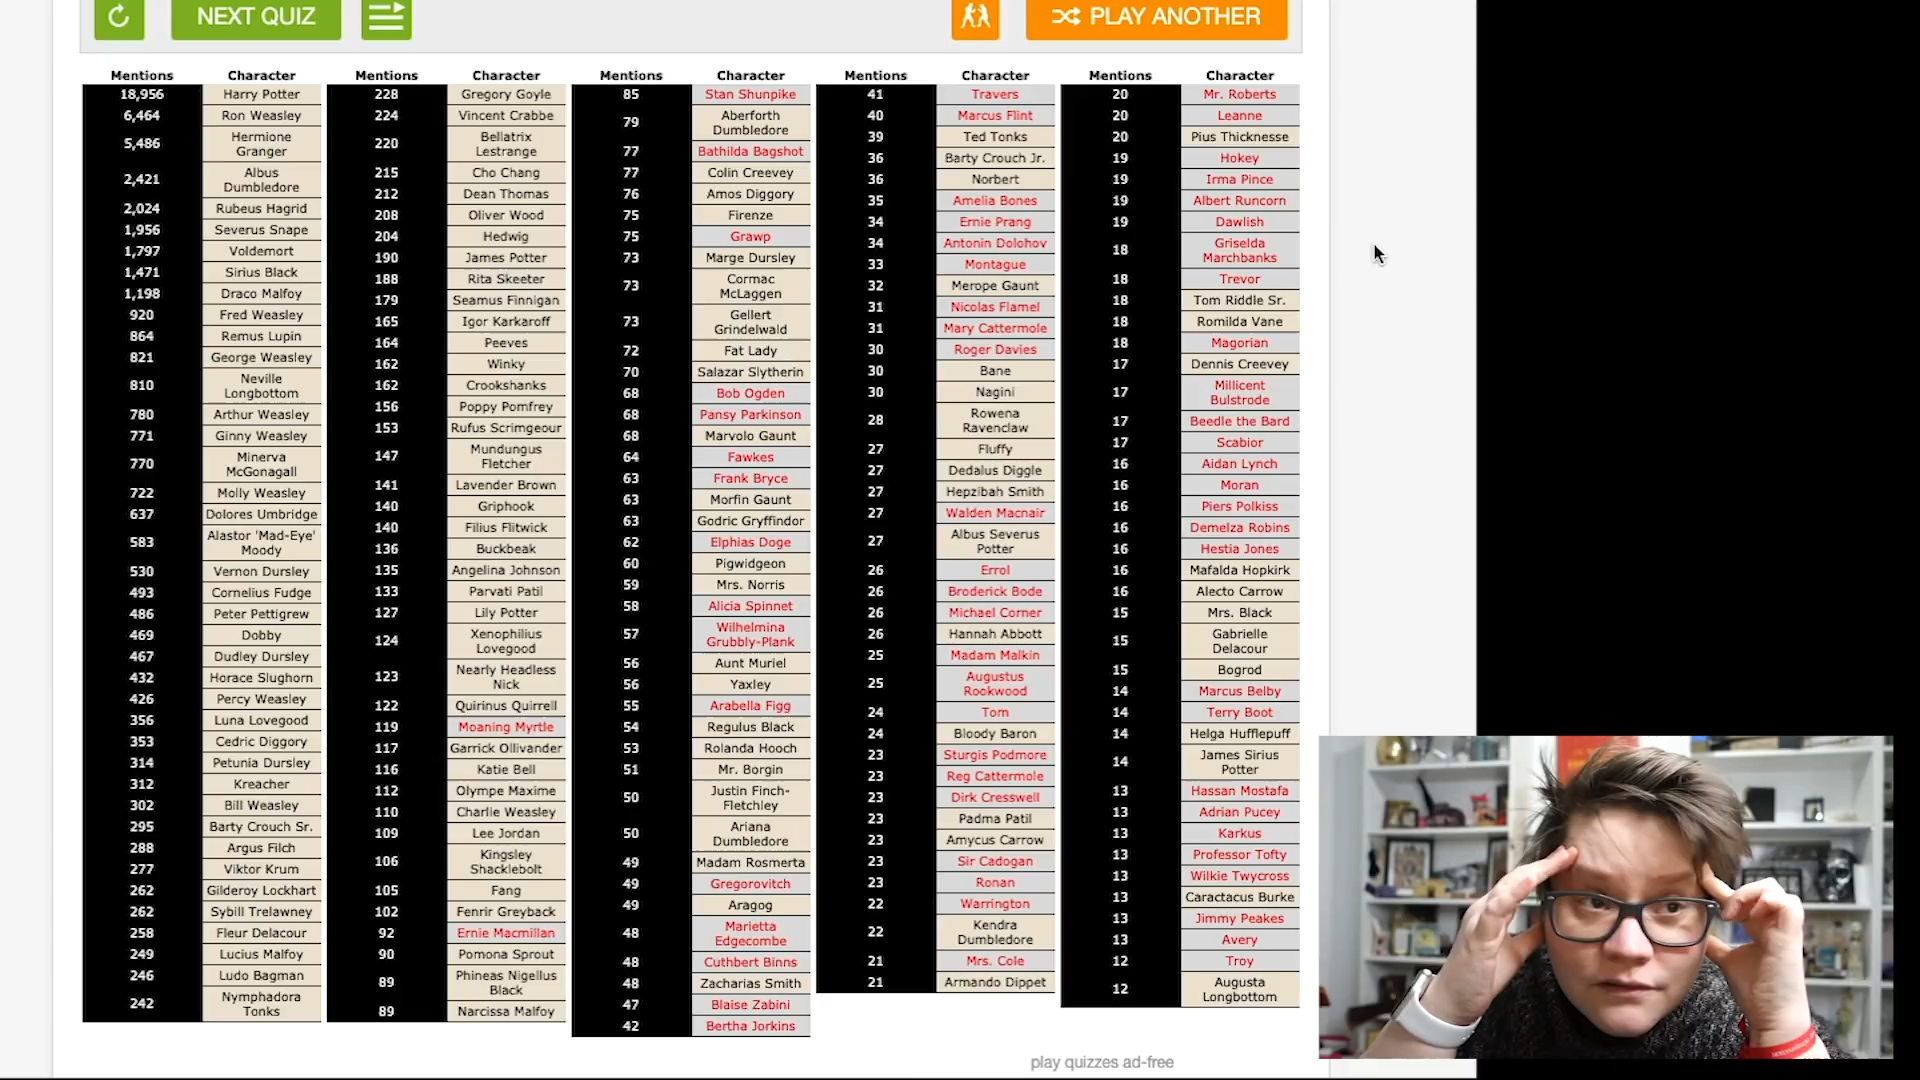 NEXT QUIZ
PLAY ANOTHER
Mentions Character Mentions Character Mentions Character Mentions Character Mentions Character
18,956 Harry Potter
6,464 Ron Weasley
5,486 Hermione
Granger
2,421 Albus
Dumbledore
2,024 Rubeus Hagrid
1,956 Severus Snape
1,797 Voldemort
1,471 Sirius Black
1,198 Draco Malfoy
920 Fred Weasley
864 Remus Lupin
821 George Weasley
810 Neville
Longbottom
780 Arthur Weasley
771 Ginny Weasley
770 Minerva
McGonagall
722 Molly Weasley
637 Dolores Umbridge
583 Alastor 'Mad-Eye'
Moody
530 Vernon Dursley
493 Cornelius Fudge
486 Peter Pettigrew
469 Dobby
467 Dudley Dursley
432 Horace Slughorn
426 Percy Weasley
356 Luna Lovegood
353 Cedric Diggory
314 Petunia Dursley
312 Kreacher
302 Bill Weasley
295 Barty Crouch Sr.
288 Argus Filch
277 Viktor Krum
262 Gilderoy Lockhart
262 Sybill Trelawney
258 Fleur Delacour
249 Lucius Malfoy
246 Ludo Bagman
242 Nymphadora
Tonks
228 Gregory Goyle
224 Vincent Crabbe
220 Bellatrix
Lestrange
215 Cho Chang
212 Dean Thomas
208 Oliver Wood
204 Hedwig
190 James Potter
188 Rita Skeeter
179 Seamus Finnigan
165 Igor Karkaroff
164 Peeves
162 Winky
162 Crookshanks
156 Poppy Pomfrey
153 Rufus Scrimgeour
147 Mundungus
Fletcher
141 Lavender Brown
140 Griphook
140 Filius Flitwick
136 Buckbeak
135 Angelina Johnson
133 Parvati Patil
127 Lily Potter
124 Xenophilius
Lovegood
123 Nearly Headless
Nick
122 Quirinus Quirrell
119 Moaning Myrtle
117 Garrick Ollivander
116 Katie Bell
112 Olympe Maxime
110 Charlie Weasley
109 Lee Jordan
106 Kingsley
Shacklebolt
105 Fang
102 Fenrir Greyback
92 Ernie Macmillan
90 Pomona Sprout
89 Phineas Nigellus
Black
89 Narcissa Malfoy
85 Stan Shunpike
79 Aberforth
Dumbledore
77 Bathilda Bagshot
77 Colin Creevey
76 Amos Diggory
75 Firenze
75 Grawp
73 Marge Dursley
73 Cormac
McLaggen
73 Gellert
Grindelwald
72 Fat Lady
70 Salazar Slytherin
68 Bob Ogden
68 Pansy Parkinson
68 Marvolo Gaunt
64 Fawkes
63 Frank Bryce
63 Morfin Gaunt
63 Godric Gryffindor
62 Elphias Doge
60 Pigwidgeon
59 Mrs. Norris
58 Alicia Spinnet
57 Wilhelmina
Grubbly-Plank
56 Aunt Muriel
56 Yaxley
55 Arabella Figg
54 Regulus Black
53 Rolanda Hooch
51 Mr. Borgin
50 Justin Finch-
Fletchley
50 Ariana
Dumbledore
49 Madam Rosmerta
49 Gregorovitch
49 Aragog
48 Marietta
Edgecombe
48 Cuthbert Binns
48 Zacharias Smith
47 Blaise Zabini
42 Bertha Jorkins
41 Travers
40 Marcus Flint
39 Ted Tonks
36 Barty Crouch Jr.
36 Norbert
35 Amelia Bones
34 Ernie Prang
34 Antonin Dolohov
33 Montague
32 Merope Gaunt
31 Nicolas Flamel
31 Mary Cattermole
30 Roger Davies
30 Bane
30 Nagini
28 Rowena
Ravenclaw
27 Fluffy
27 Dedalus Diggle
27 Hepzibah Smith
27 Walden Macnair
27 Albus Severus
Potter
26 Errol
26 Broderick Bode
26 Michael Corner
26 Hannah Abbott
25 Madam Malkin
25 Augustus
Rookwood
24 Tom
24 Bloody Baron
23 Sturgis Podmore
23 Reg Cattermole
23 Dirk Cresswell
23 Padma Patil
23 Amycus Carrow
23 Sir Cadogan
23 Ronan
22 Warrington
22 Kendra
Dumbledore
21 Mrs. Cole
21 Armando Dippet
20 Mr. Roberts
20 Leanne
20 Pius Thicknesse
19 Hokey
19 Irma Pince
19 Albert Runcorn
19 Dawlish
18 Griselda
Marchbanks
18 Trevor
18 Tom Riddle Sr.
18 Romilda Vane
18 Magorian
17 Dennis Creevey
17 Millicent
Bulstrode
17 Beedle the Bard
17 Scabior
16 Aidan Lynch
16 Moran
16 Piers Polkiss
16 Demelza Robins
16 Hestia Jones
16 Mafalda Hopkirk
16 Alecto Carrow
15 Mrs. Black
15 Gabrielle
Delacour
15 Bogrod
14 Marcus Belby
14 Terry Boot
14 Helga Hufflepuff
14 James Sirius
Potter
13 Hassan Mostafa
13 Adrian Pucey
13 Karkus
13 Professor Tofty
13 Wilkie Twycross
13 Caractacus Burke
13 Jimmy Peakes
13 Avery
12 Troy
12 Augusta
Longbottom
play quizzes ad-free